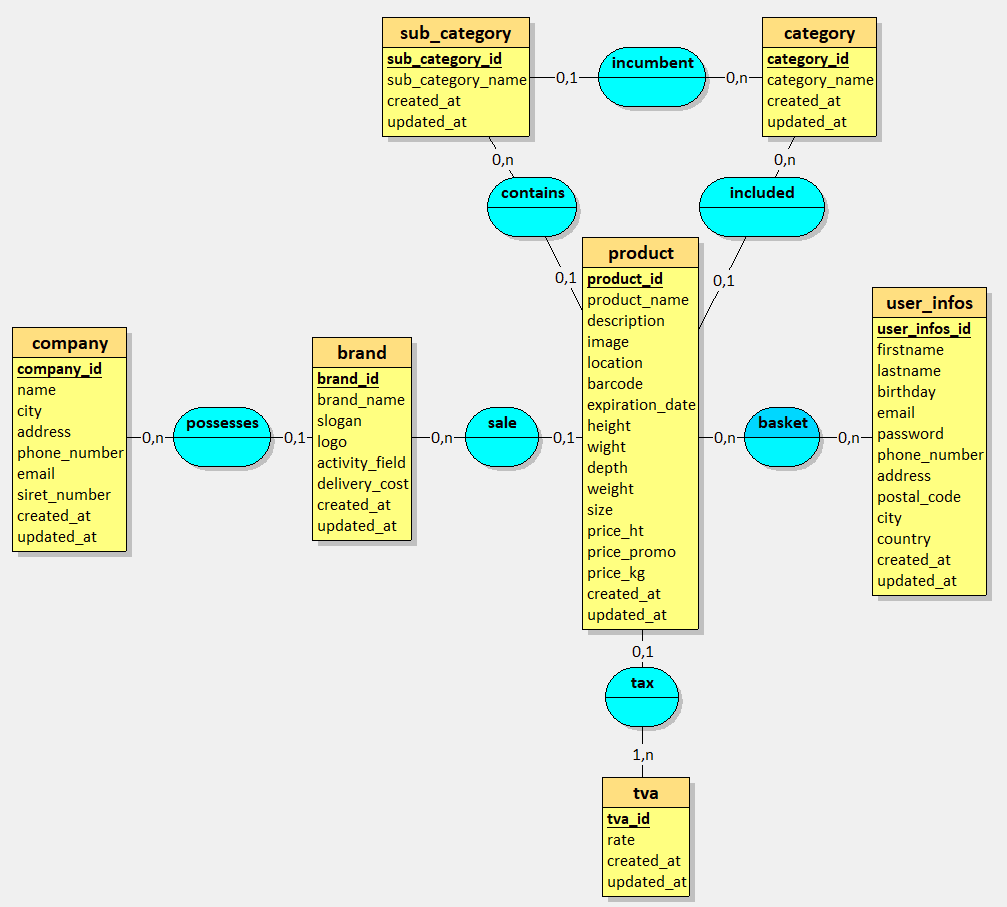 sub_category
sub_category_id
sub_category_name
created_at
updated_at
0,1
incumbent
0,n
category
category_id
category_name
created_at
updated_at
0,n
contains
0,1
0,n
included
0,1
company
company_id
name
city
address
phone_number
email
siret_number
created_at
updated_at
0,n
possesses
0,1
brand
brand_id
brand_name
slogan
logo
activity_field
delivery_cost
created_at
updated_at
0,n
sale
0,1
product
product_id
product_name
description
image
location
barcode
expiration_date
height
wight
depth
weight
size
price_ht
price_promo
price_kg
created_at
updated_at
0,n
basket
0,n
user_infos
user_infos_id
firstname
lastname
birthday
email
password
phone_number
address
postal_code
city
country
created_at
updated_at
0,1
tax
1,n
tva
tva_id
rate
created_at
updated_at